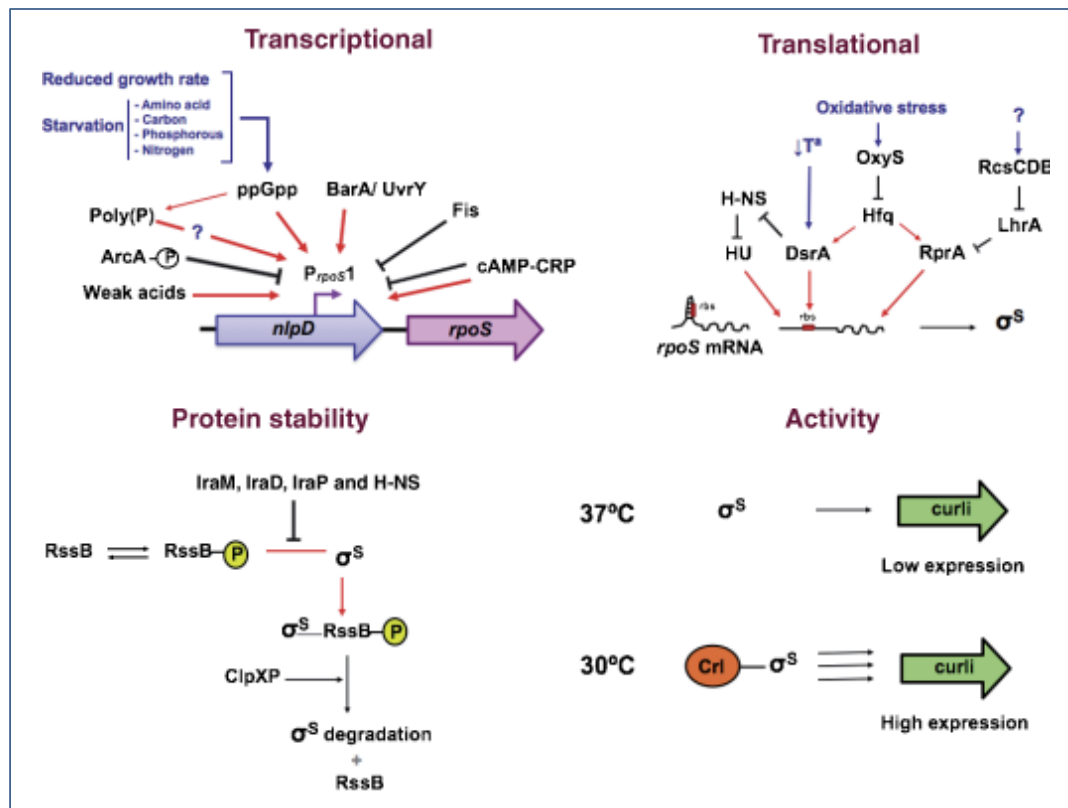 Transcriptional
Reduced growth rate
Starvation
- Amino acid
- Carbon
- Phosphorous
- Nitrogen
ppGpp
BarA/ UvrY
Poly(P)
Fis
?
ArcA
P
PrpoS1
cAMP-CRP
Weak acids
nlpD
rpoS
Translational
Oxidative stress
?
↓Tª
OxyS
RcsCDB
H-NS
Hfq
LhrA
HU
DsrA
RprA
rbs
rbs
rpoS mRNA
σS
Protein stability
IraM, IraD, IraP and H-NS
RssB
RssB
P
σS
σS
RssB
P
ClpXP
σS degradation
+
RssB
Activity
37ºC
σS
curli
Low expression
30ºC
Crl
σS
curli
High expression